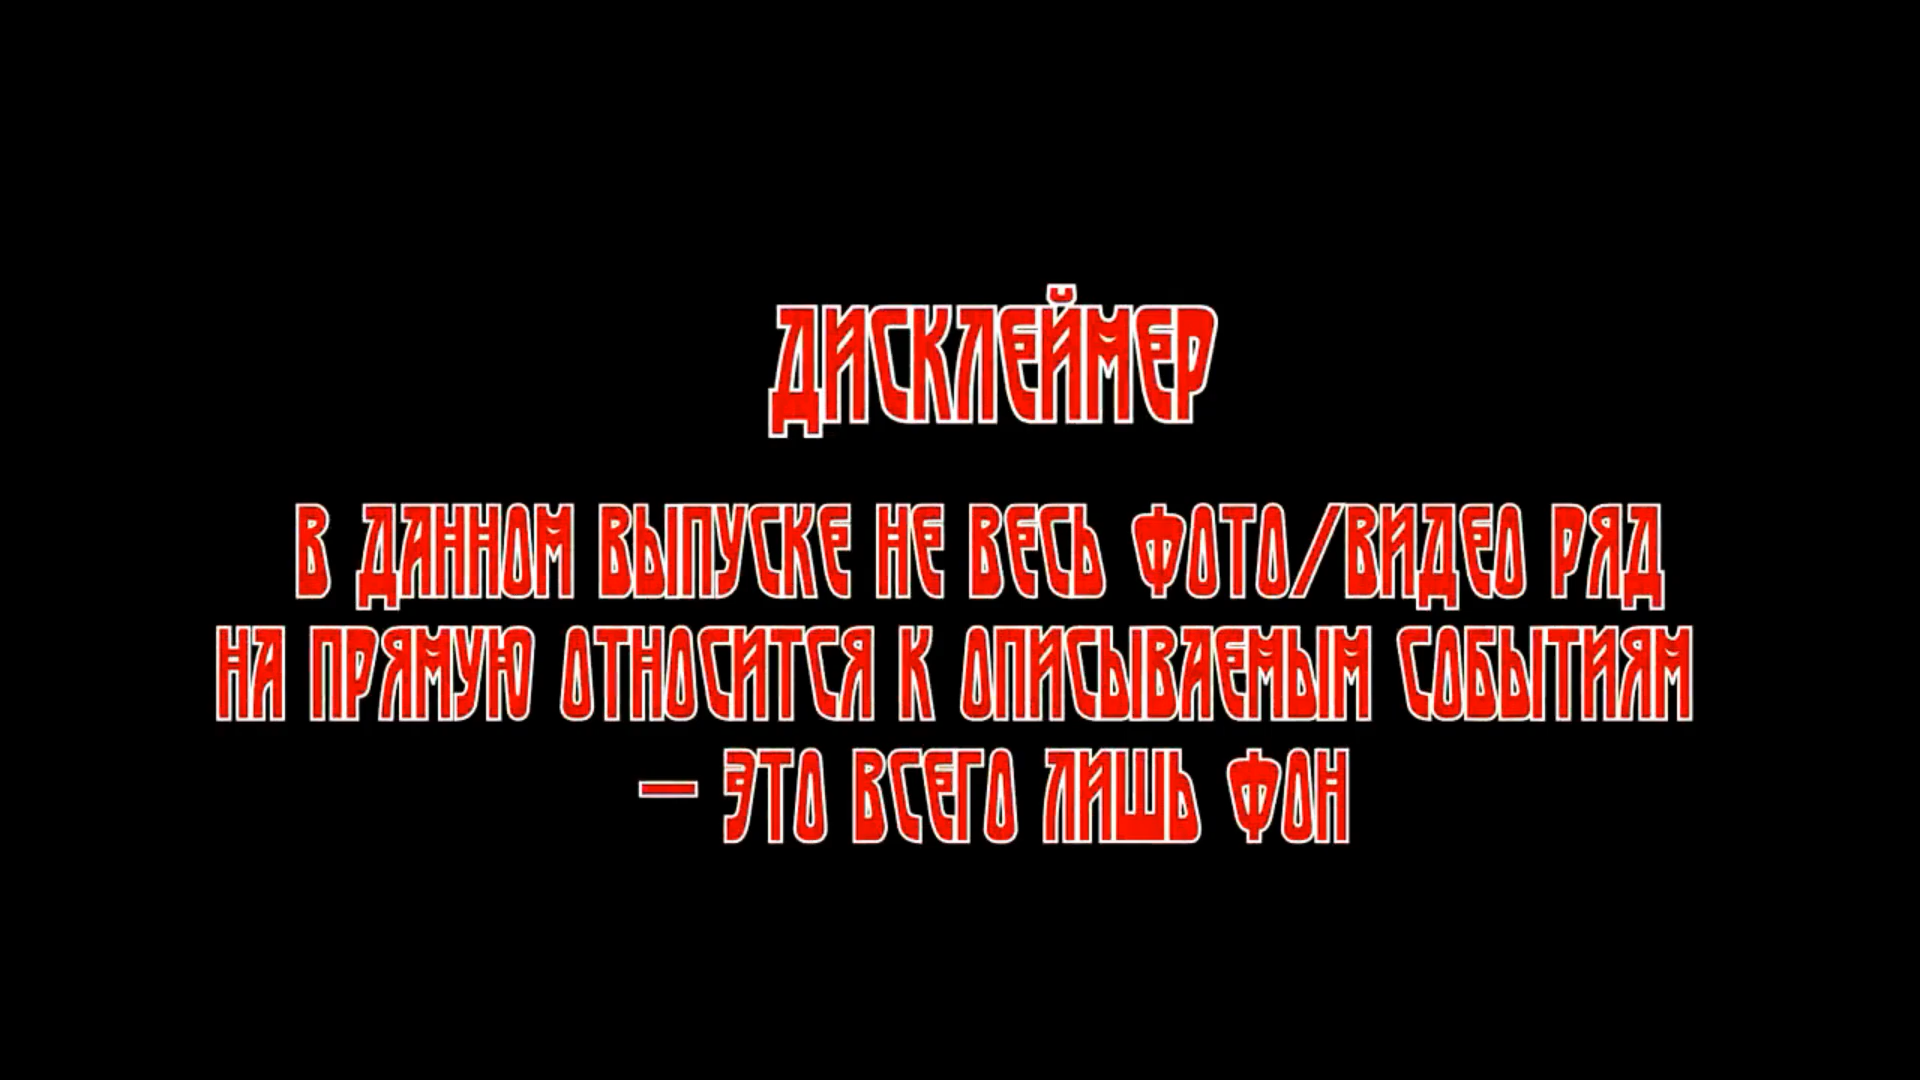 ДИСКЛЕЙМЕР
В ДАННОМ ВЫПУСКЕ НЕ ВЕСЬ ФОТО/ВИДЕО РЯД
НА ПРЯМУЮ ОТНОСИТСЯ К ОПИСЫВАЕМЫМ СОБЫТИЯМ
— ЭТО ВСЕГО ЛИШЬ ФОН